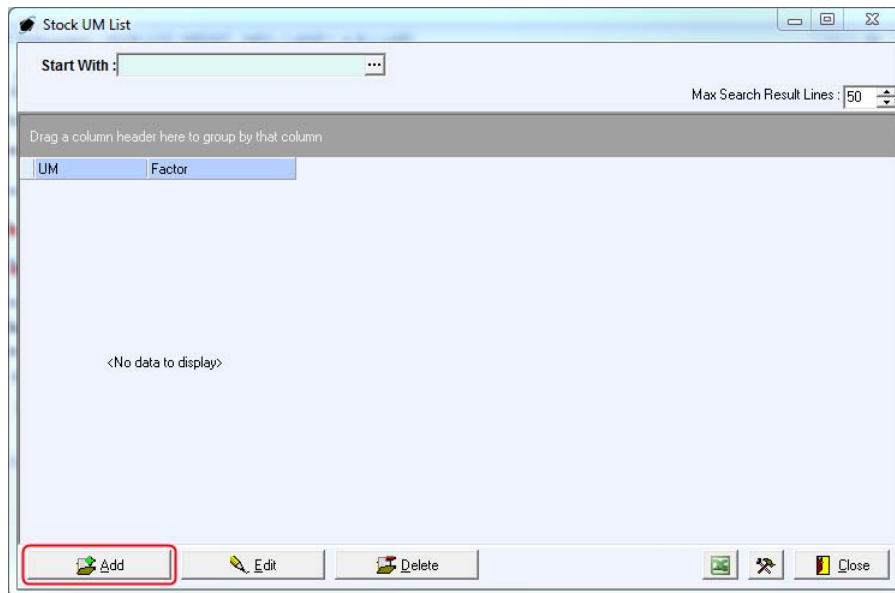 Stock UM List
Start With :
...
Max Search Result Lines : 50
Drag a column header here to group by that column
UM Factor
<No data to display>
Add Edit Delete Close